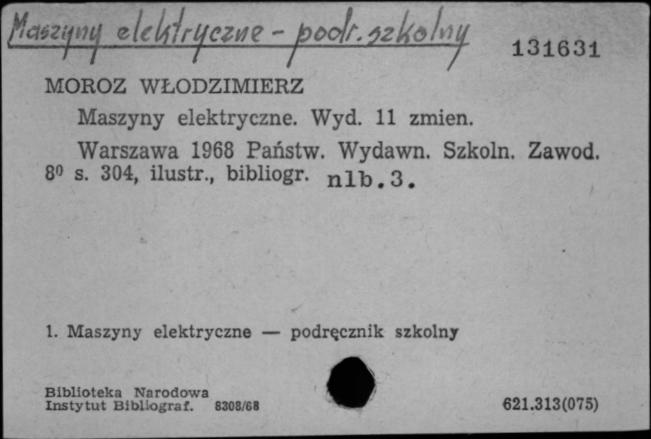 Maszyny elektryczne - podr. szkolny
131631
MOROZ WŁODZIMIERZ
Maszyny elektryczne. Wyd. 11 zmien.
Warszawa 1968 Państw. Wydawn. Szkoln. Zawod.
8⁰ s. 304, ilustr., bibliogr. nlb.3.
1. Maszyny elektryczne — podręcznik szkolny
Biblioteka Narodowa
Instytut Bibliograf. 8308/68
621.313(075)